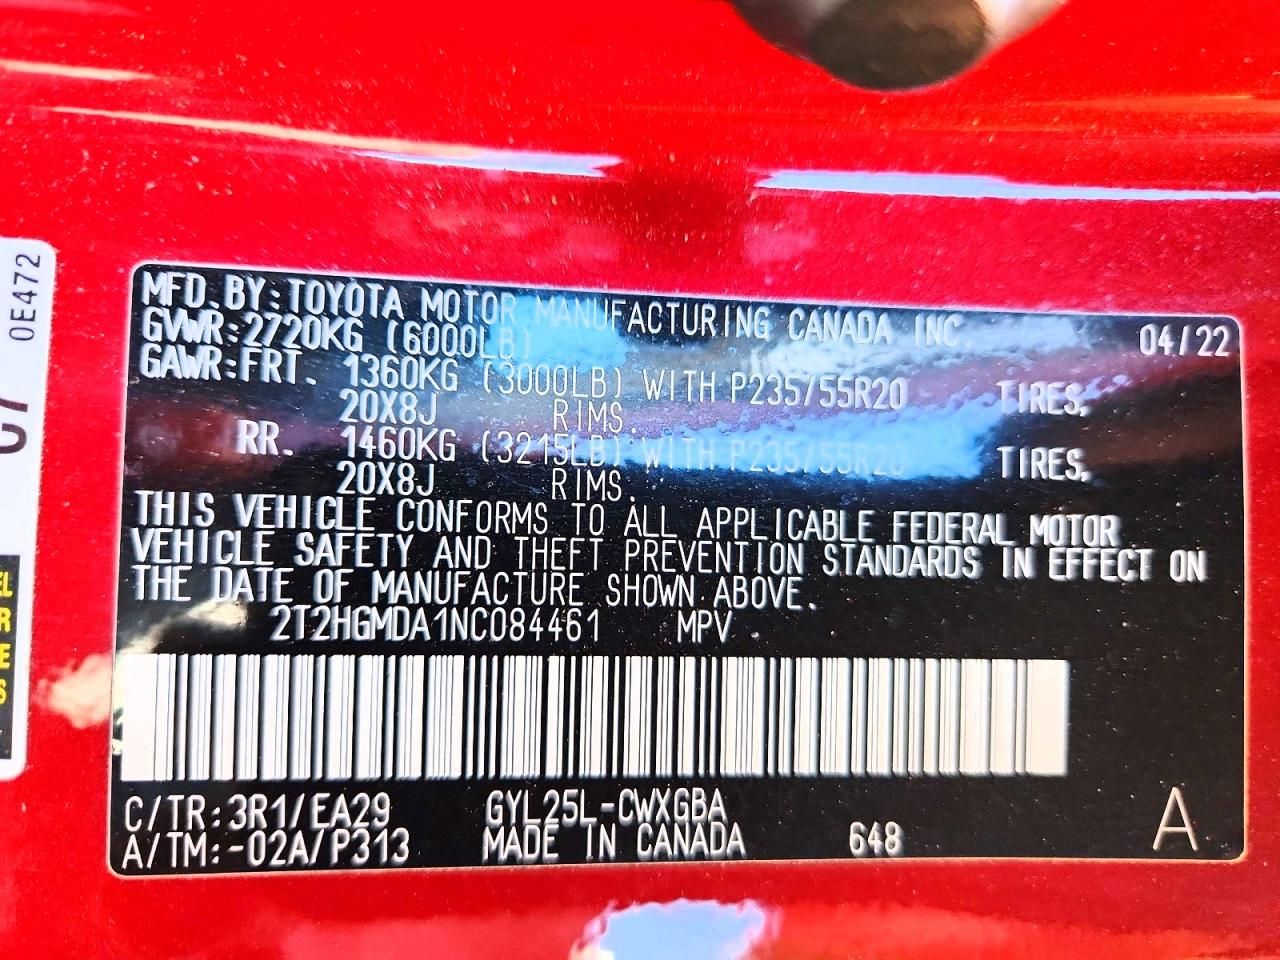 MFD. BY: TOYOTA MOTOR MANUFACTURING CANADA INC. 04/22
GVWR: 2720KG (6000LB)
GAWR: FRT. 1360KG (3000LB) WITH P235/55R20 TIRES,
20X8J RIMS.
RR. 1460KG (3215LB) WITH P235/55R20 TIRES,
20X8J RIMS.
THIS VEHICLE CONFORMS TO ALL APPLICABLE FEDERAL MOTOR
VEHICLE SAFETY AND THEFT PREVENTION STANDARDS IN EFFECT ON
THE DATE OF MANUFACTURE SHOWN ABOVE.
2T2HGMDA1NC084461 MPV
C/TR: 3R1/EA29 GYL25L-CWXGBA
A/TM: -02A/P313 MADE IN CANADA 648 A
0E472